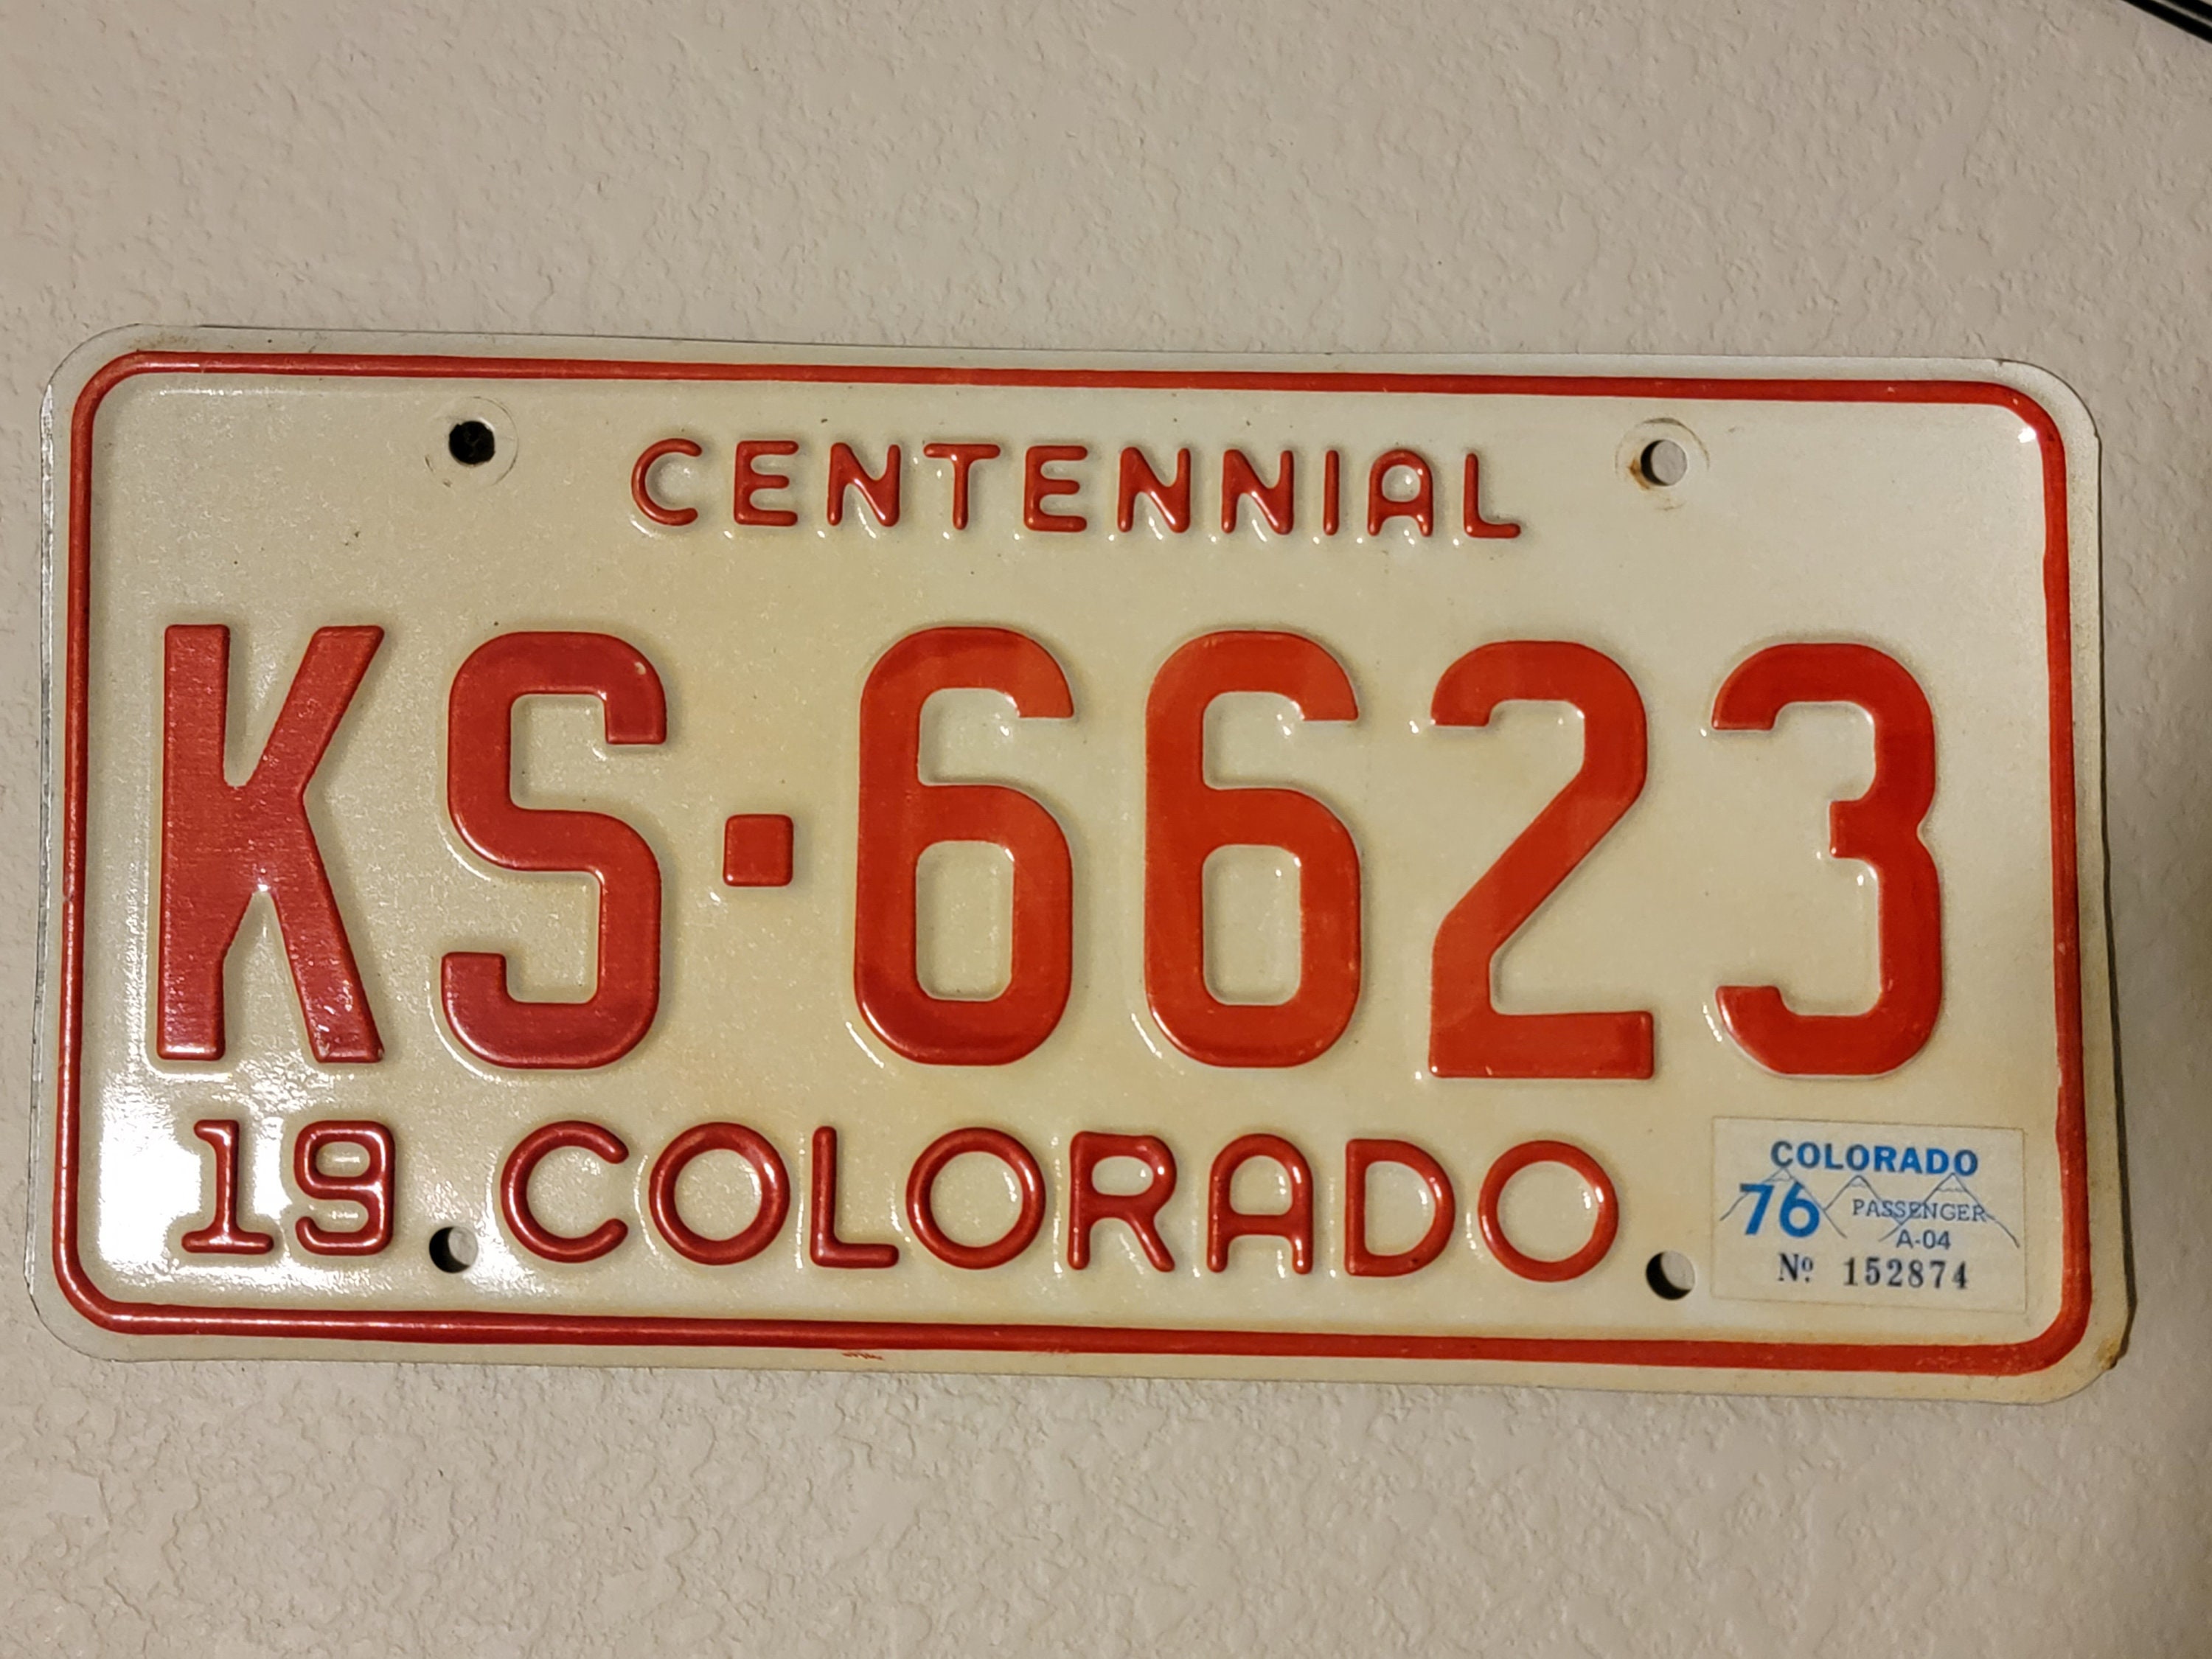 CENTENNIAL
KS·6623
19 COLORADO
COLORADO
76 PASSENGER
A-04
Nº 152874